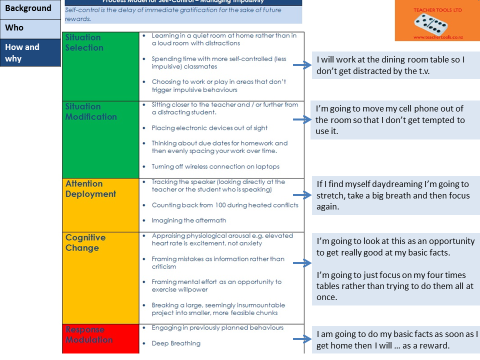 Background
Who
How and
why
Process Model for Self-Control – Managing Impulsivity
Self-control is the delay of immediate gratification for the sake of future
rewards.
TEACHER TOOLS LTD
www.teachertools.co.nz
Situation
Selection
• Learning in a quiet room at home rather than in
a loud room with distractions
• Spending time with more self-controlled (less
impulsive) classmates
• Choosing to work or play in areas that don't
trigger impulsive behaviours
I will work at the dining room table so I
don't get distracted by the t.v.
Situation
Modification
• Sitting closer to the teacher and / or further from
a distracting student.
• Placing electronic devices out of sight
• Thinking about due dates for homework and
then evenly spacing your work over time.
• Turning off wireless connection on laptops
I'm going to move my cell phone out of
the room so that I don't get tempted to
use it.
Attention
Deployment
• Tracking the speaker (looking directly at the
teacher or the student who is speaking)
• Counting back from 100 during heated conflicts
• Imagining the aftermath
If I find myself daydreaming I'm going to
stretch, take a big breath and then focus
again.
Cognitive
Change
• Appraising physiological arousal e.g. elevated
heart rate is excitement, not anxiety
• Framing mistakes as information rather than
criticism
• Framing mental effort as an opportunity to
exercise willpower
• Breaking a large, seemingly insurmountable
project into smaller, more feasible chunks
I'm going to look at this as an opportunity
to get really good at my basic facts.
I'm going to just focus on my four times
tables rather than trying to do them all at
once.
Response
Modulation
• Engaging in previously planned behaviours
• Deep Breathing
I am going to do my basic facts as soon as I
get home then I will ... as a reward.